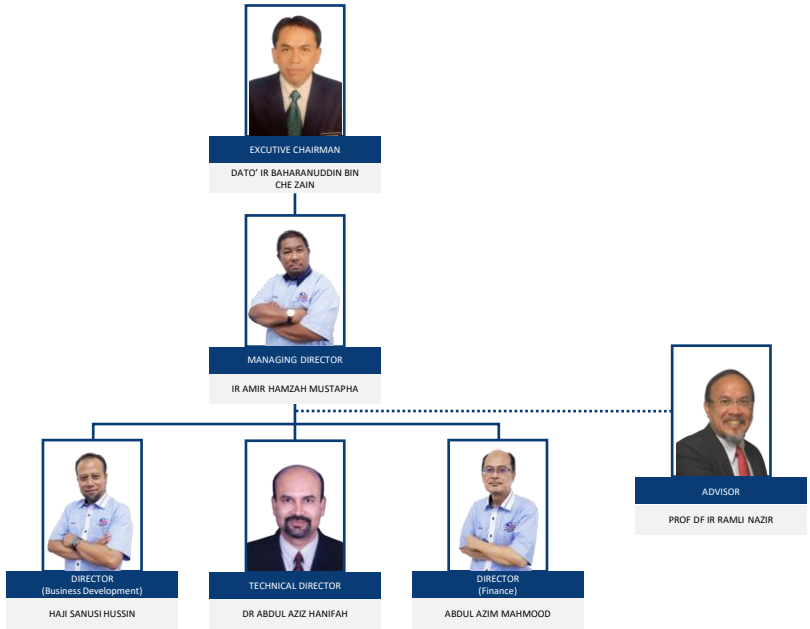 EXCUTIVE CHAIRMAN
DATO' IR BAHARANUDDIN BIN
CHE ZAIN
MANAGING DIRECTOR
IR AMIR HAMZAH MUSTAPHA
ADVISOR
PROF DF IR RAMLI NAZIR
DIRECTOR
(Business Development)
HAJI SANUSI HUSSIN
TECHNICAL DIRECTOR
DR ABDUL AZIZ HANIFAH
DIRECTOR
(Finance)
ABDUL AZIM MAHMOOD